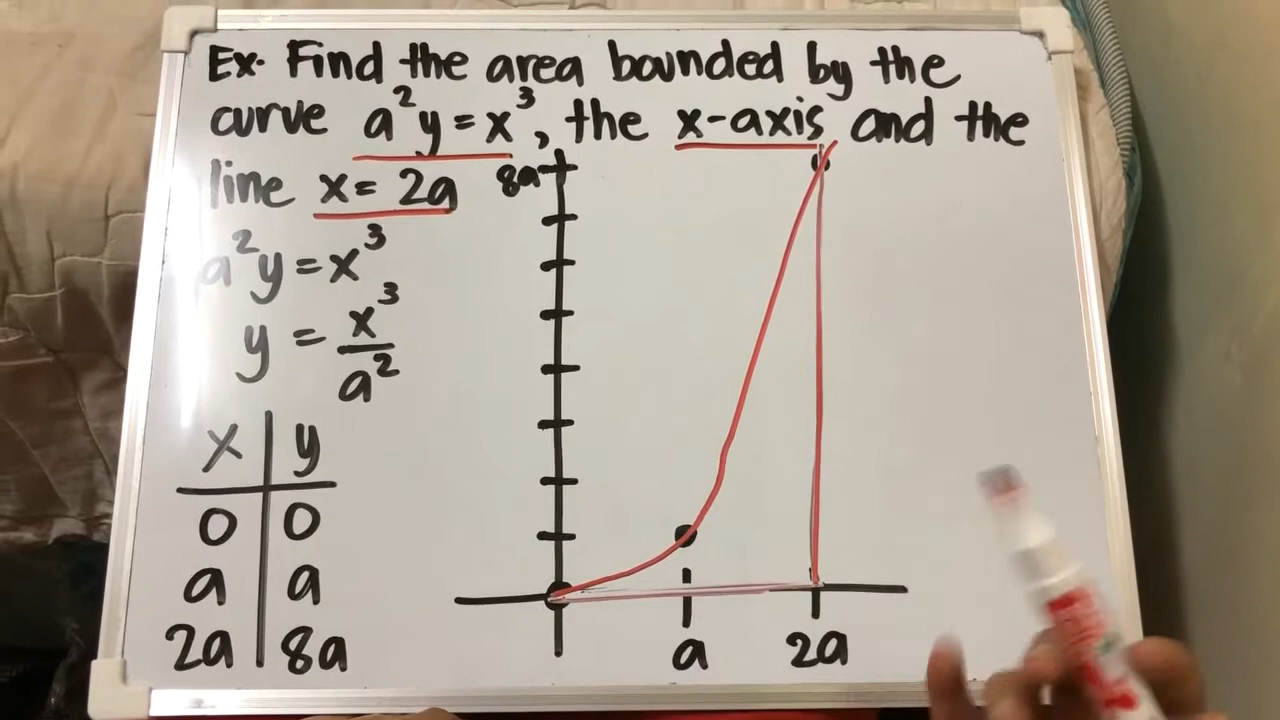 Ex. Find the area bounded by the
curve a²y = x³, the x-axis and the
line x = 2a
8a
a²y = x³
y = x³/a²
x y
0 0
a a
2a 8a
a 2a